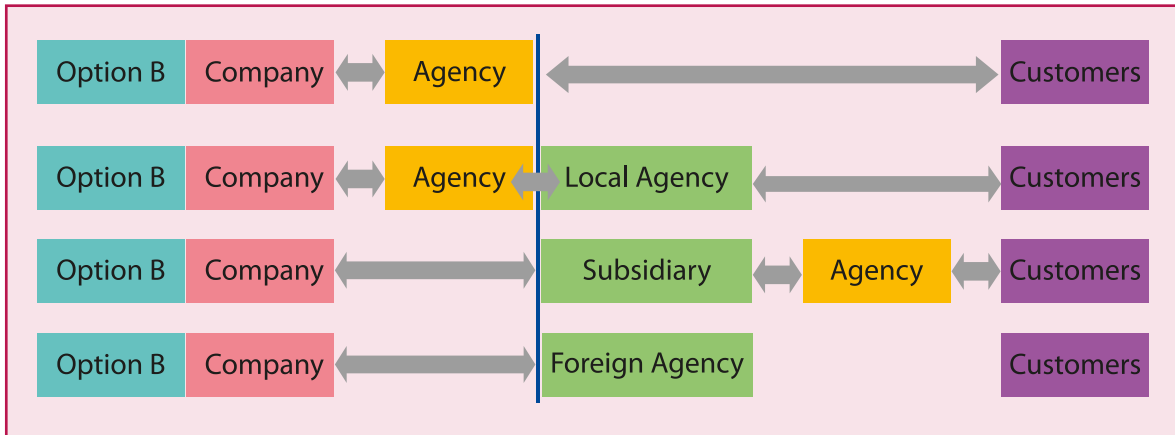 Option B Company Agency Customers
Option B Company Agency Local Agency Customers
Option B Company Subsidiary Agency Customers
Option B Company Foreign Agency Customers